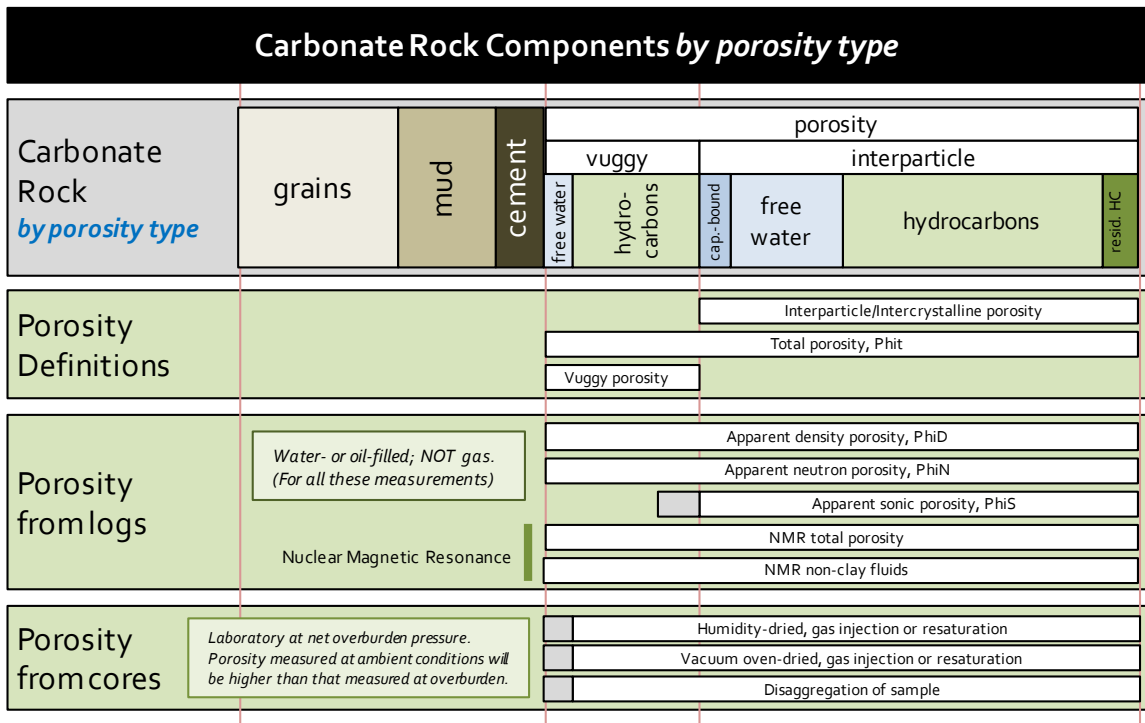 Carbonate Rock Components by porosity type
Carbonate
Rock
by porosity type
grains
mud
cement
porosity
vuggy
interparticle
free water
hydro-
carbons
cap.-bound
free
water
hydrocarbons
resid. HC
Porosity
Definitions
Interparticle/Intercrystalline porosity
Total porosity, Phit
Vuggy porosity
Porosity
from logs
Water- or oil-filled; NOT gas.
(For all these measurements)
Nuclear Magnetic Resonance
Apparent density porosity, PhiD
Apparent neutron porosity, PhiN
Apparent sonic porosity, PhiS
NMR total porosity
NMR non-clay fluids
Porosity
from cores
Laboratory at net overburden pressure.
Porosity measured at ambient conditions will
be higher than that measured at overburden.
Humidity-dried, gas injection or resaturation
Vacuum oven-dried, gas injection or resaturation
Disaggregation of sample